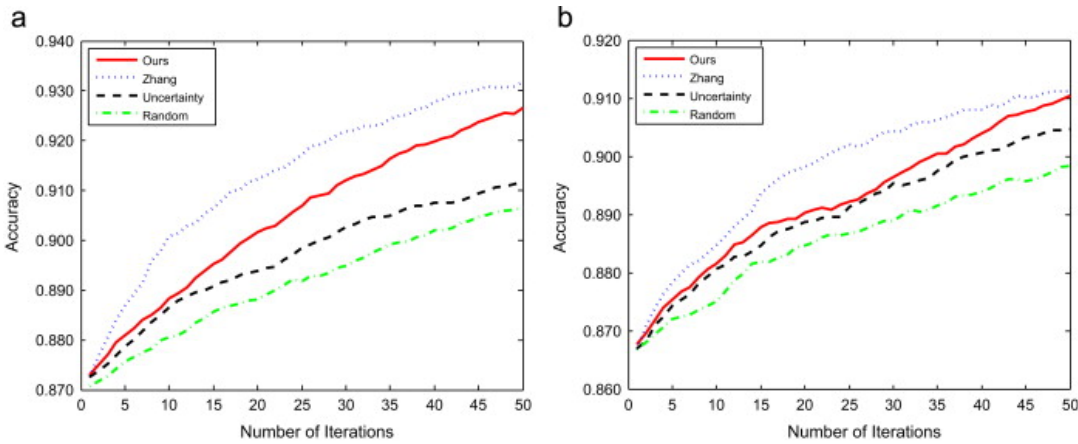 a
0.940
0.930
0.920
0.910
0.900
0.890
0.880
0.870
Accuracy
Ours
Zhang
Uncertainty
Random
0 5 10 15 20 25 30 35 40 45 50
Number of Iterations
b
0.920
0.910
0.900
0.890
0.880
0.870
0.860
Accuracy
Ours
Zhang
Uncertainty
Random
0 5 10 15 20 25 30 35 40 45 50
Number of Iterations